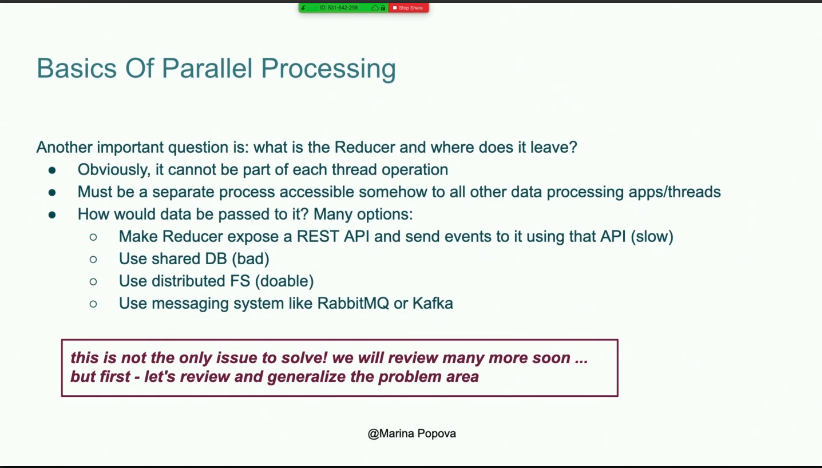 ID: 531-642-298 Stop Share
Basics Of Parallel Processing
Another important question is: what is the Reducer and where does it leave?
● Obviously, it cannot be part of each thread operation
● Must be a separate process accessible somehow to all other data processing apps/threads
● How would data be passed to it? Many options:
○ Make Reducer expose a REST API and send events to it using that API (slow)
○ Use shared DB (bad)
○ Use distributed FS (doable)
○ Use messaging system like RabbitMQ or Kafka
this is not the only issue to solve! we will review many more soon ...
but first - let's review and generalize the problem area
@Marina Popova